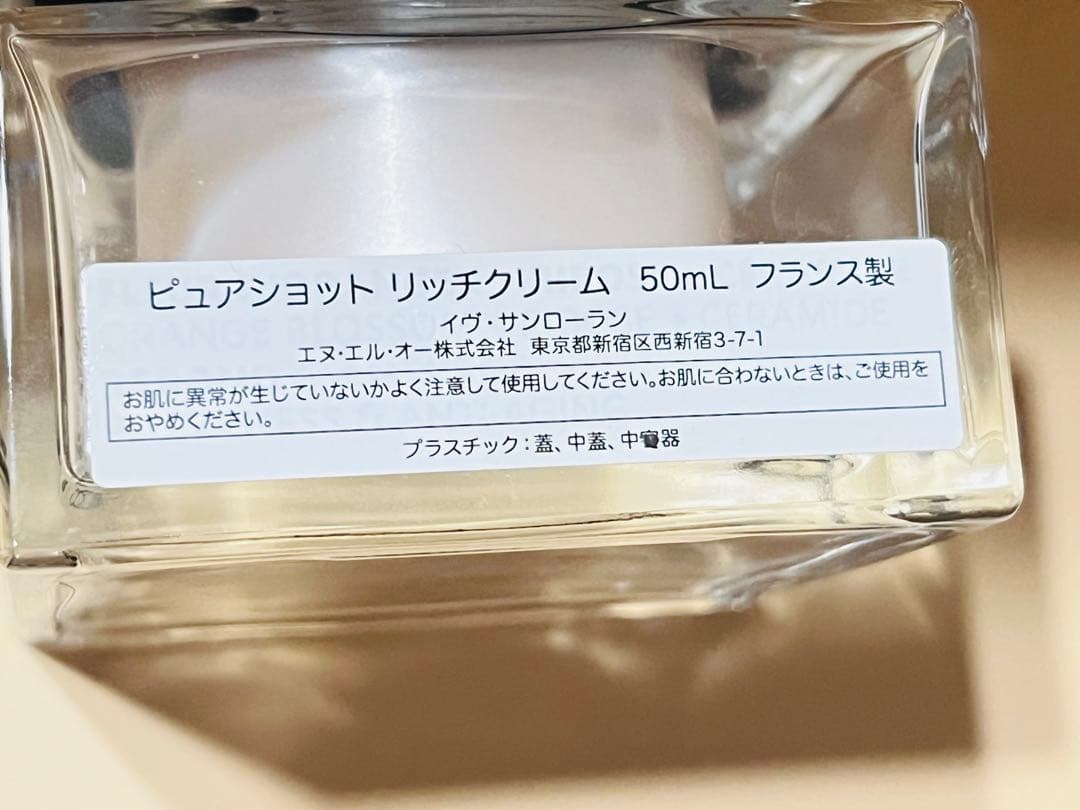 ピュアショット リッチクリーム 50mL フランス製
イヴ・サンローラン
エヌ・エル・オー株式会社 東京都新宿区西新宿3-7-1
お肌に異常が生じていないかよく注意して使用してください。お肌に合わないときは、ご使用を
おやめください。
プラスチック：蓋、中蓋、中容器